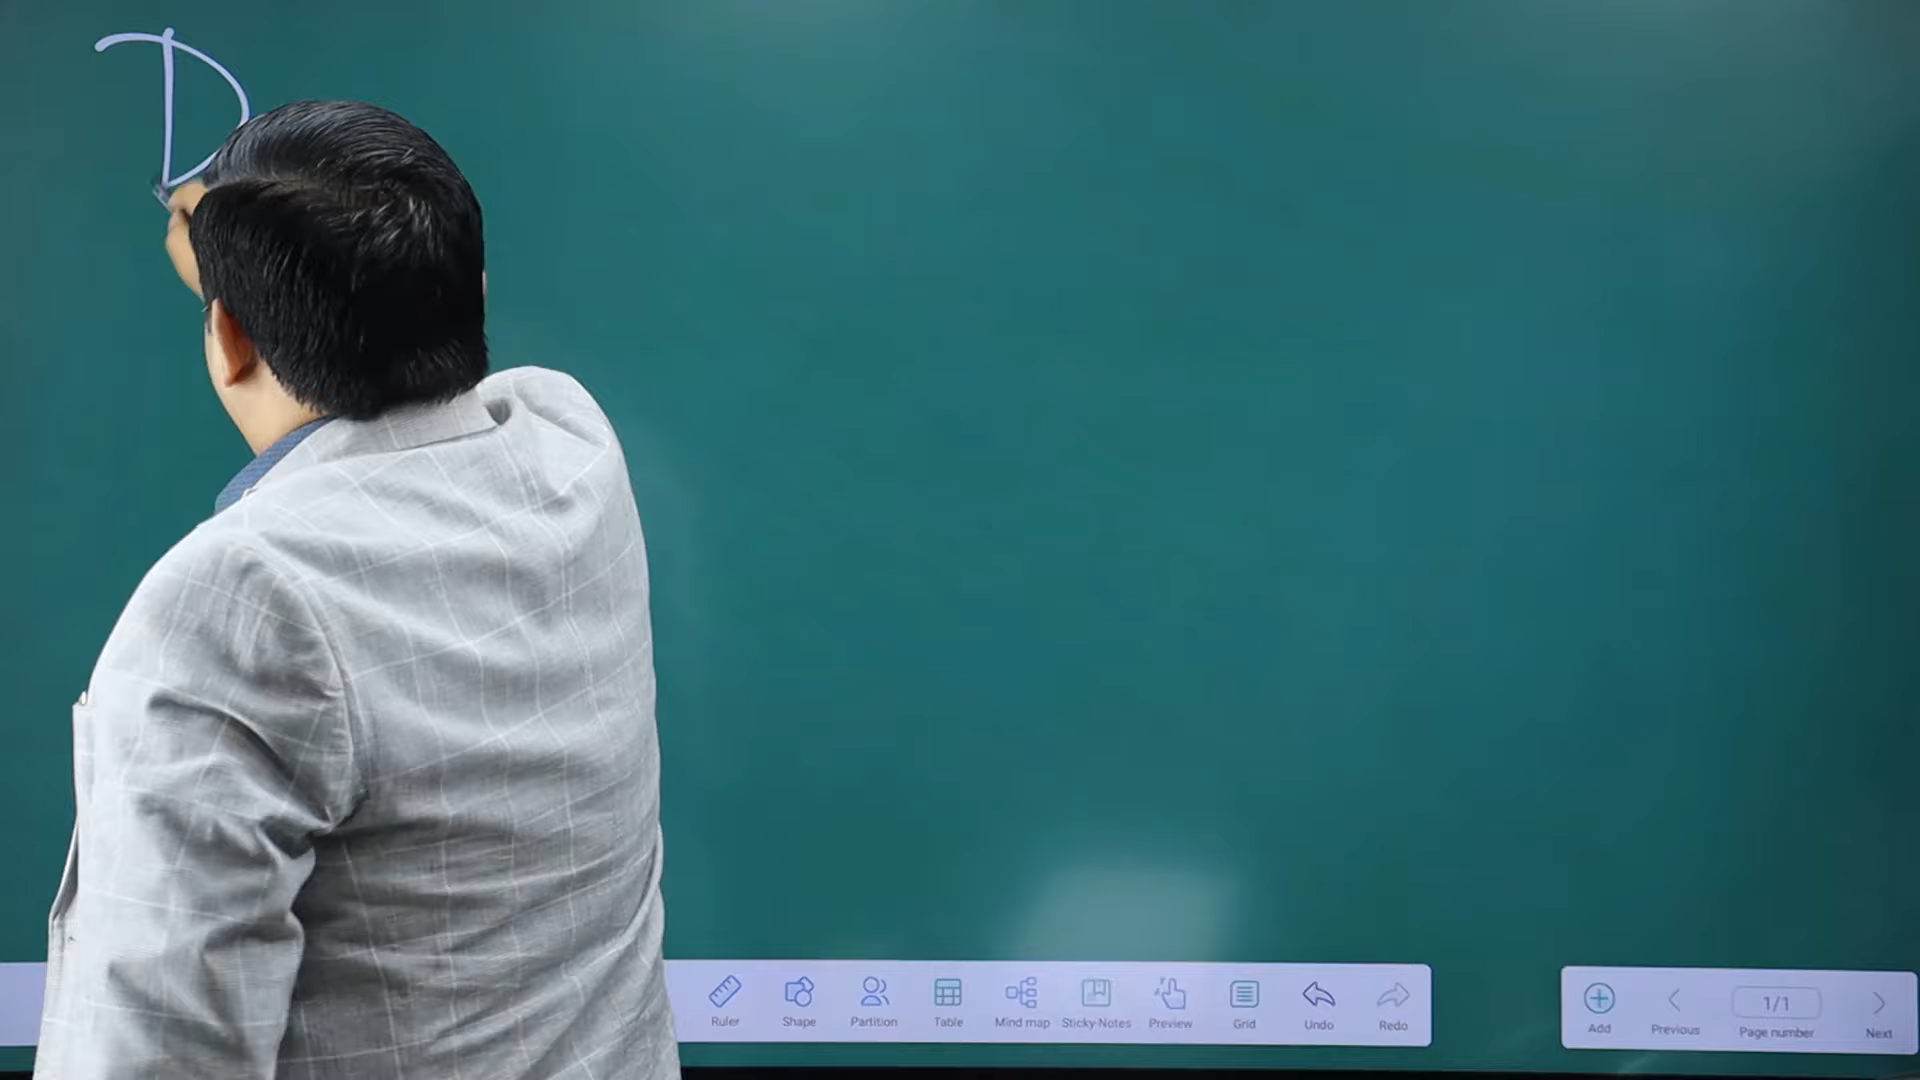 D
Ruler Shape Partition Table Mind map Sticky Notes Preview Grid Undo Redo
Add Previous 1/1 Page number Next